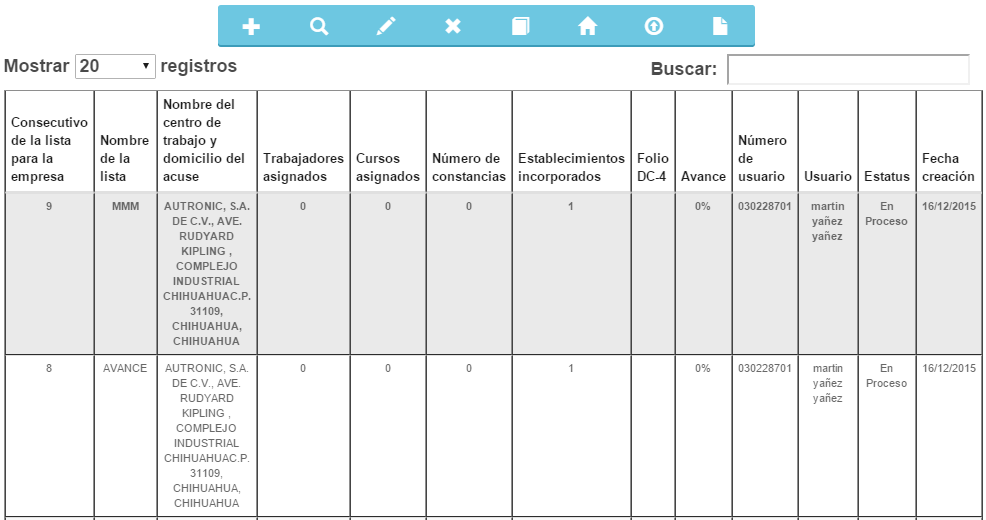 Mostrar 20 registros
Buscar:
Consecutivo de la lista para la empresa
Nombre de la lista
Nombre del centro de trabajo y domicilio del acuse
Trabajadores asignados
Cursos asignados
Número de constancias
Establecimientos incorporados
Folio DC-4
Avance
Número de usuario
Usuario
Estatus
Fecha creación
9
MMM
AUTRONIC, S.A.
DE C.V., AVE.
RUDYARD
KIPLING ,
COMPLEJO
INDUSTRIAL
CHIHUAHUAC.P.
31109,
CHIHUAHUA,
CHIHUAHUA
0
0
0
1
0%
030228701
martin
yañez
yañez
En
Proceso
16/12/2015
8
AVANCE
AUTRONIC, S.A.
DE C.V., AVE.
RUDYARD
KIPLING ,
COMPLEJO
INDUSTRIAL
CHIHUAHUAC.P.
31109,
CHIHUAHUA,
CHIHUAHUA
0
0
0
1
0%
030228701
martin
yañez
yañez
En
Proceso
16/12/2015